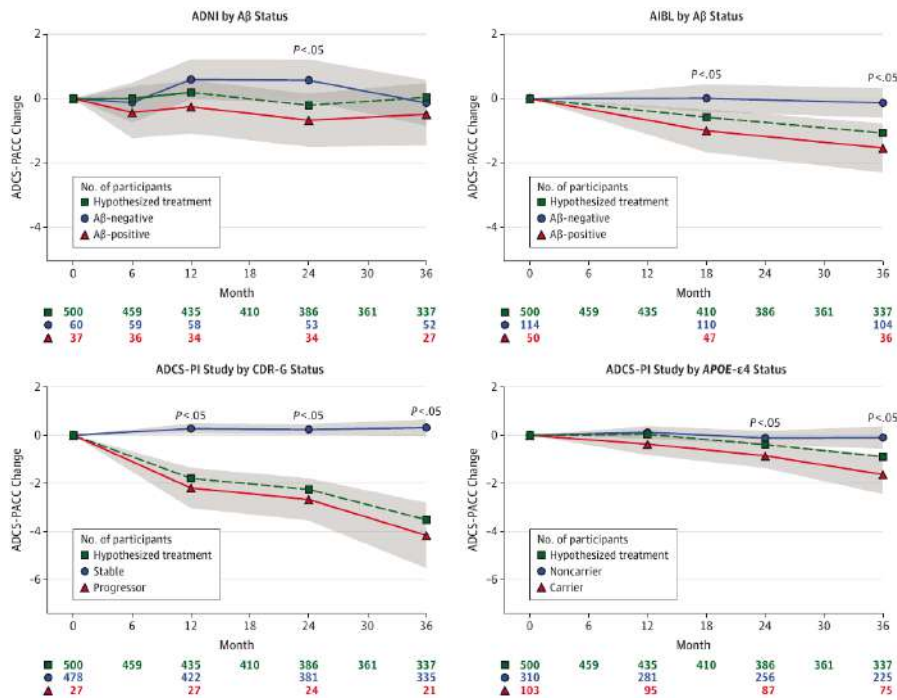 ADNI by Aβ Status
2
0
-2
-4
ADCS-PACC Change
P<.05
No. of participants
Hypothesized treatment
Aβ-negative
Aβ-positive
0 6 12 18 24 30 36
Month
500 459 435 410 386 361 337
60 59 58 53 52
37 36 34 34 27
AIBL by Aβ Status
2
0
-2
-4
ADCS-PACC Change
P<.05
P<.05
No. of participants
Hypothesized treatment
Aβ-negative
Aβ-positive
0 6 12 18 24 30 36
Month
500 459 435 410 386 361 337
114 110 104
50 47 36
ADCS-PI Study by CDR-G Status
2
0
-2
-4
-6
ADCS-PACC Change
P<.05
P<.05
P<.05
No. of participants
Hypothesized treatment
Stable
Progressor
0 6 12 18 24 30 36
Month
500 459 435 410 386 361 337
478 422 381 335
27 27 24 21
ADCS-PI Study by APOE-ε4 Status
2
0
-2
-4
-6
ADCS-PACC Change
P<.05
P<.05
No. of participants
Hypothesized treatment
Noncarrier
Carrier
0 6 12 18 24 30 36
Month
500 459 435 410 386 361 337
310 281 256 225
103 95 87 75